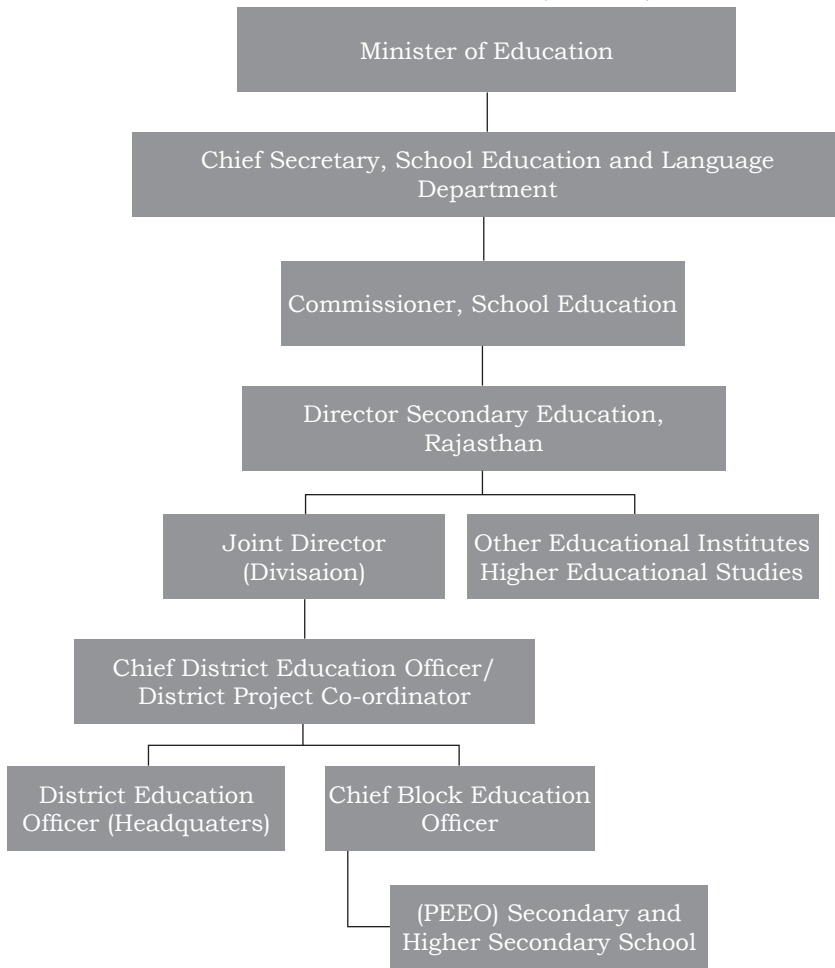 Minister of Education
Chief Secretary, School Education and Language
Department
Commissioner, School Education
Director Secondary Education,
Rajasthan
Joint Director
(Divisaion)
Other Educational Institutes
Higher Educational Studies
Chief District Education Officer/
District Project Co-ordinator
District Education
Officer (Headquaters)
Chief Block Education
Officer
(PEEO) Secondary and
Higher Secondary School